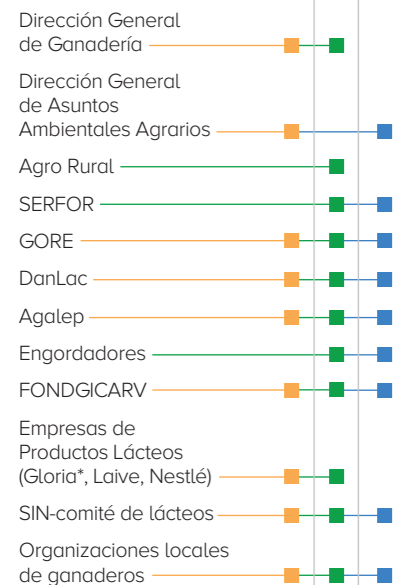 Dirección General
de Ganadería
Dirección General
de Asuntos
Ambientales Agrarios
Agro Rural
SERFOR
GORE
DanLac
Agalep
Engordadores
FONDGICARV
Empresas de
Productos Lácteos
(Gloria*, Laive, Nestlé)
SIN-comité de lácteos
Organizaciones locales
de ganaderos